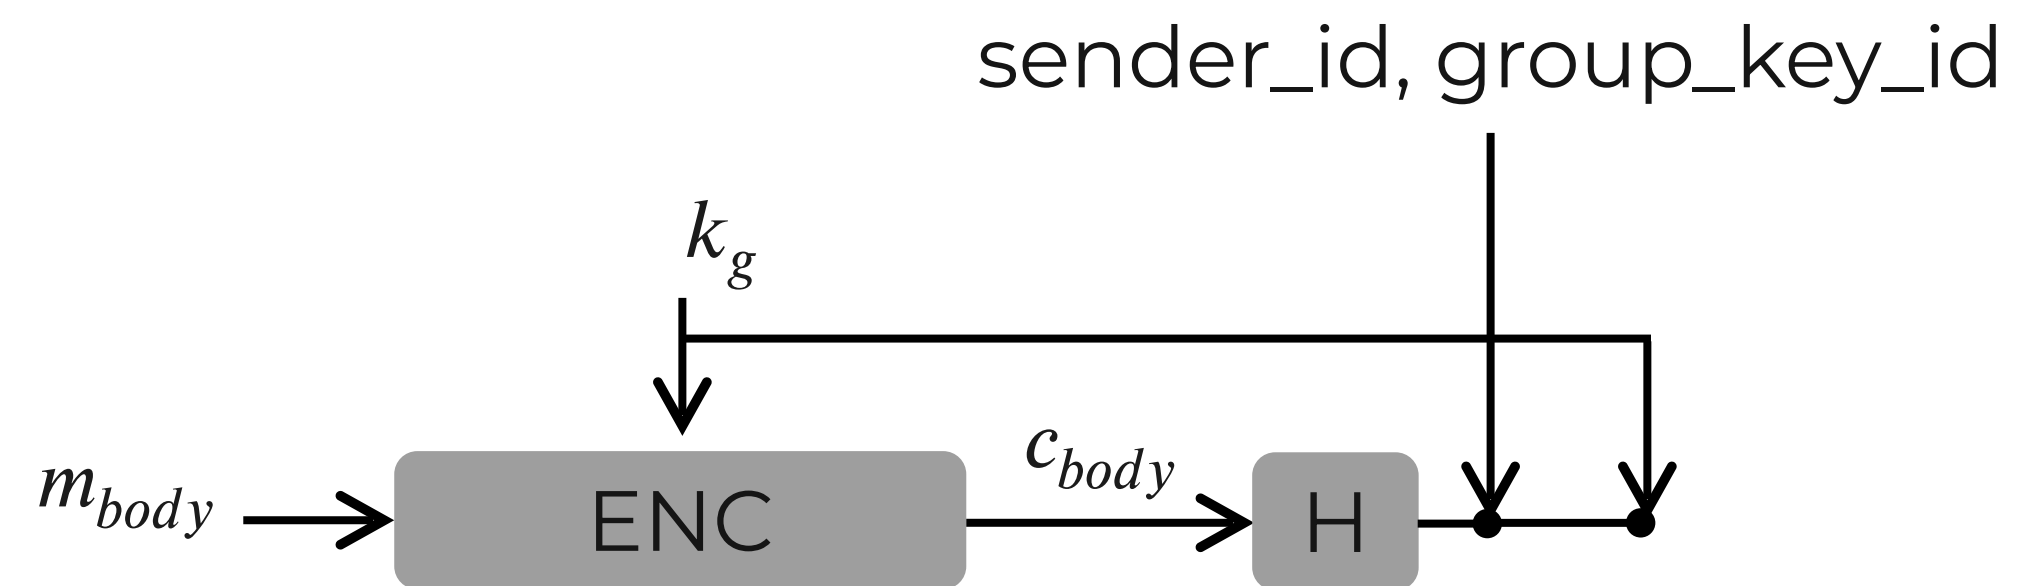 sender_id, group_key_id
k_g
c_body
m_body
ENC
H